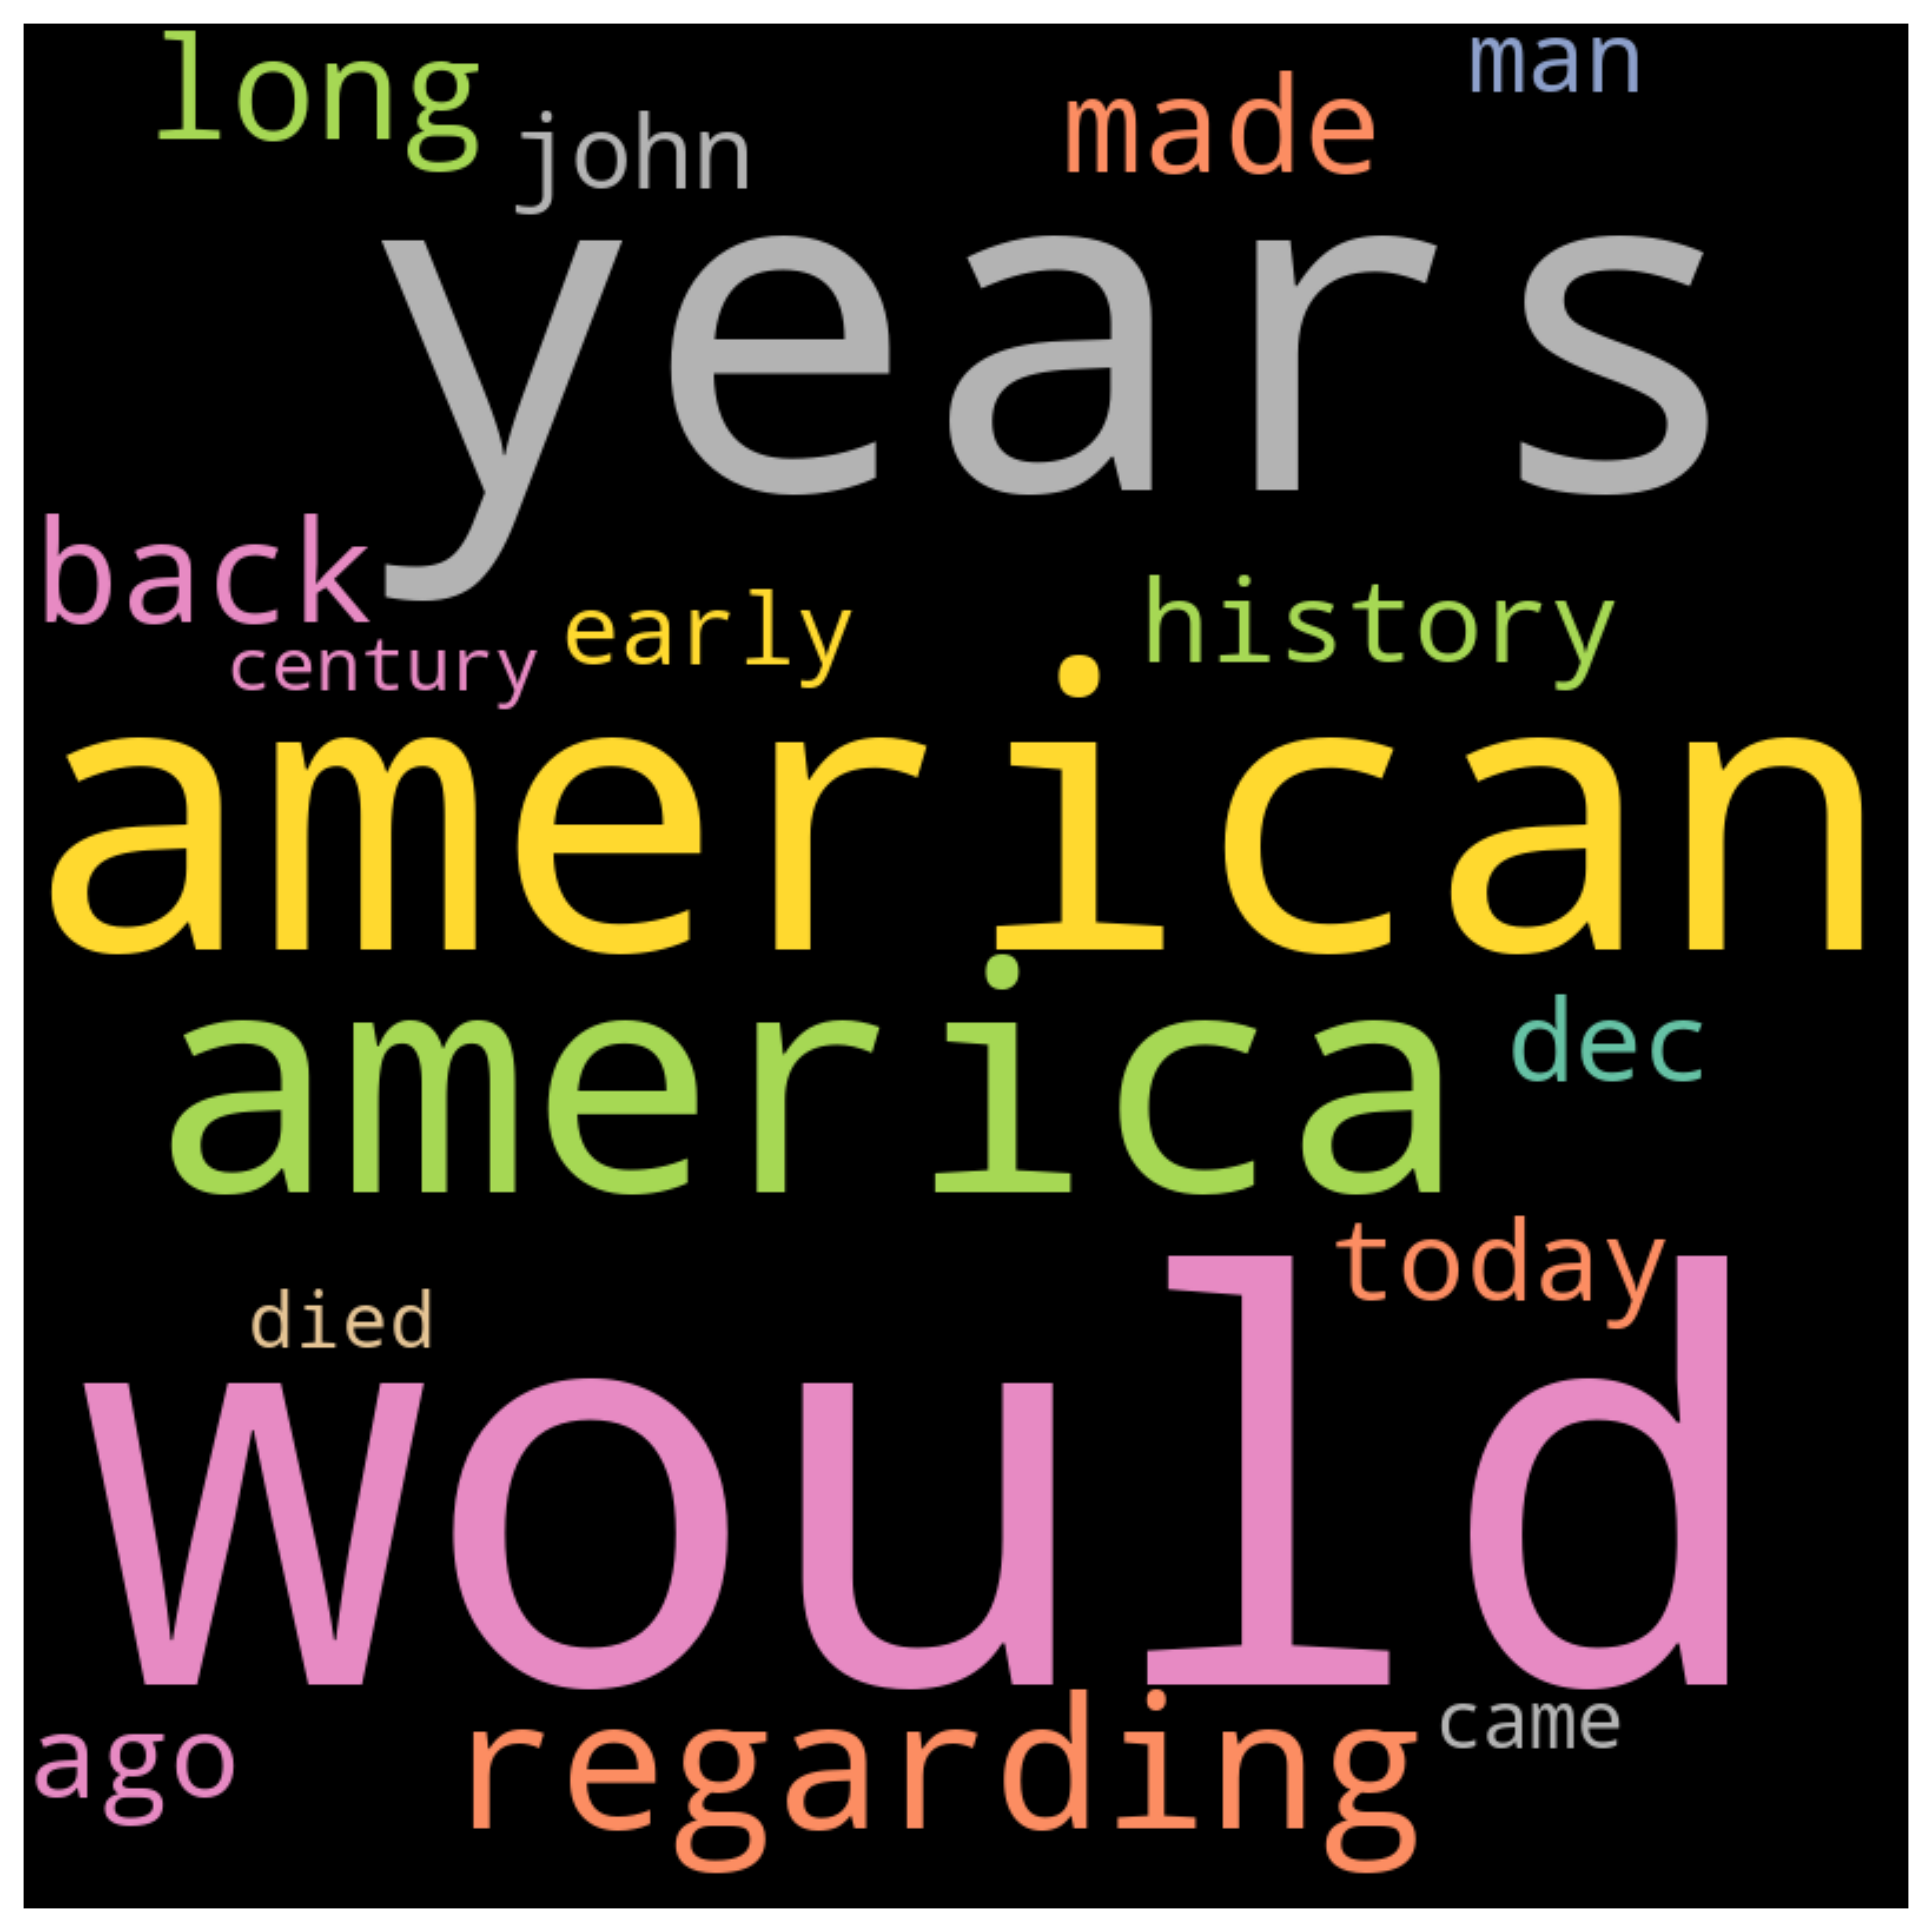 long
john
made
man
years
back
early
history
century
american
america
dec
today
died
would
ago
regarding
came